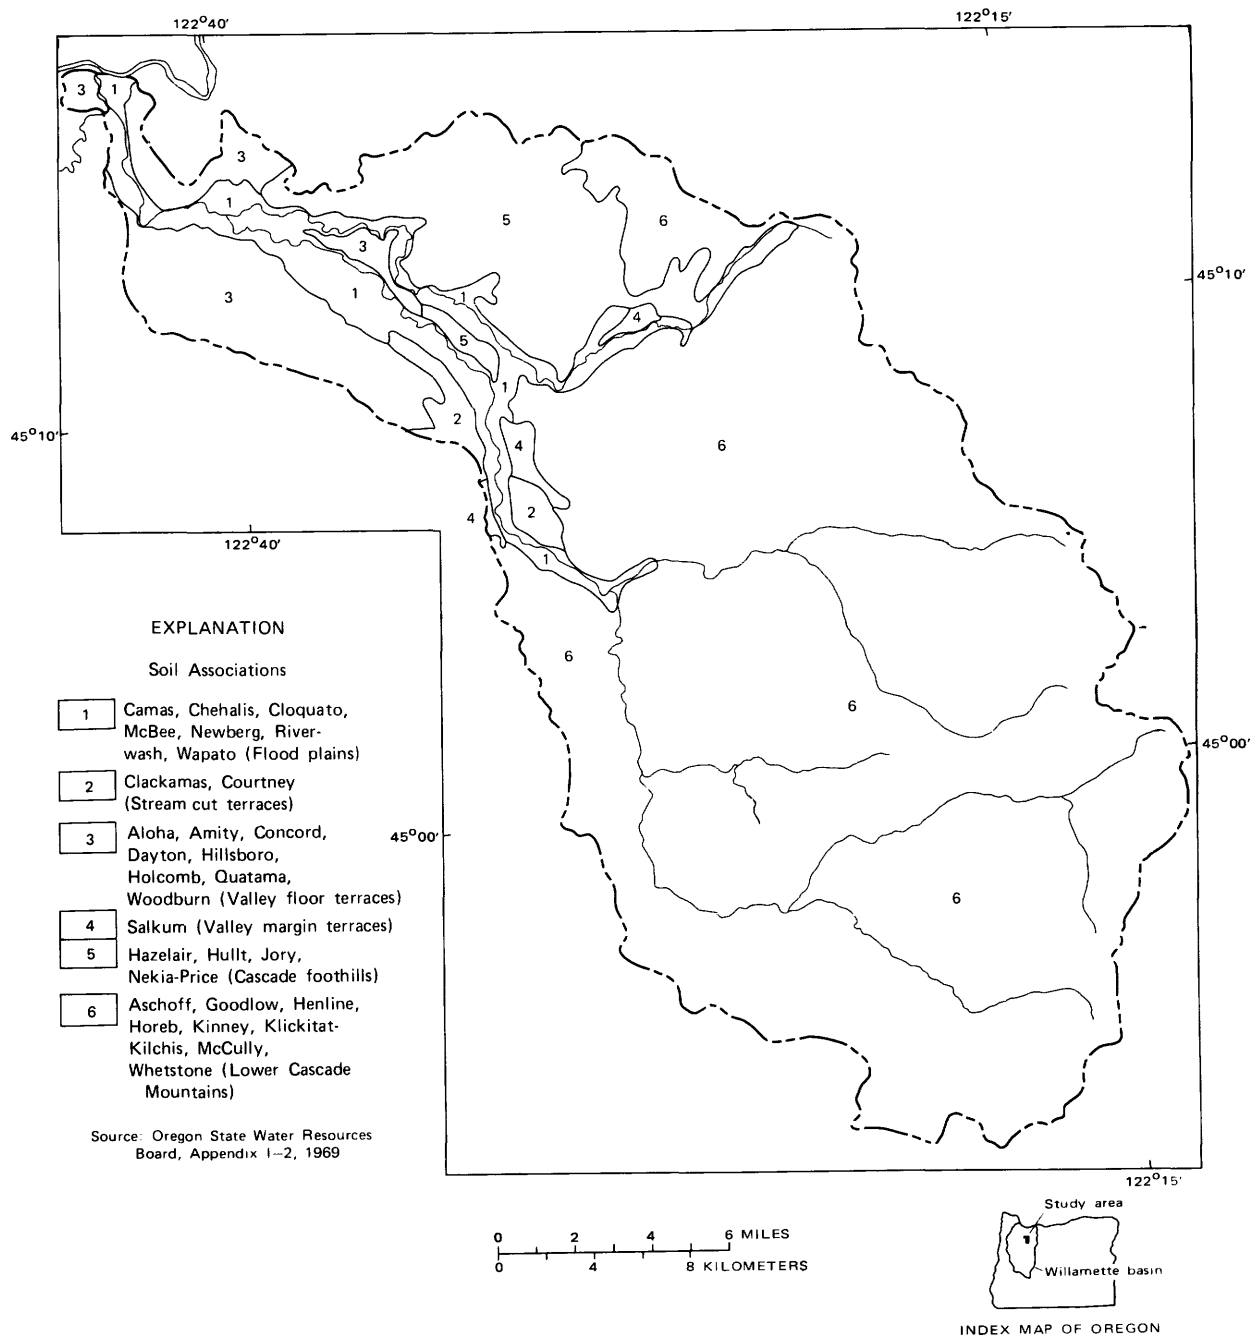 122°40′
122°15′
3
1
3
1
5
6
3
45°10′
3
1
1
4
5
1
2
4
6
45°10′
2
4
1
122°40′
6
6
45°00′
45°00′
6
EXPLANATION
Soil Associations
1
Camas, Chehalis, Cloquato,
McBee, Newberg, River-
wash, Wapato (Flood plains)
2
Clackamas, Courtney
(Stream cut terraces)
3
Aloha, Amity, Concord,
Dayton, Hillsboro,
Holcomb, Quatama,
Woodburn (Valley floor terraces)
4
Salkum (Valley margin terraces)
5
Hazelair, Hullt, Jory,
Nekia-Price (Cascade foothills)
6
Aschoff, Goodlow, Henline,
Horeb, Kinney, Klickitat-
Kilchis, McCully,
Whetstone (Lower Cascade
Mountains)
Source: Oregon State Water Resources
Board, Appendix I-2, 1969
122°15′
0 2 4 6 MILES
0 4 8 KILOMETERS
Study area
Willamette basin
INDEX MAP OF OREGON